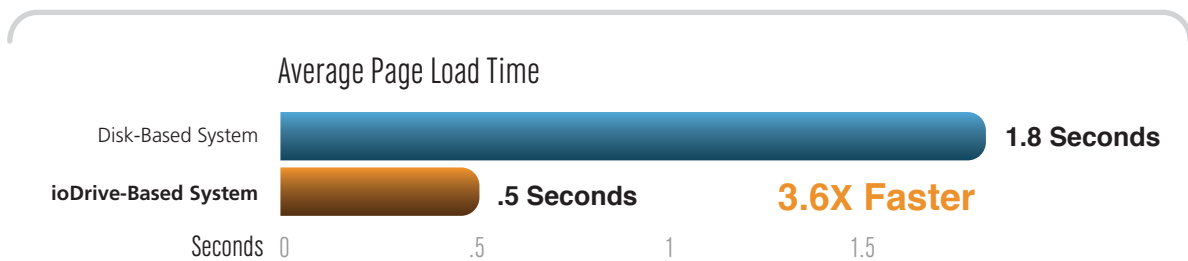 Average Page Load Time
Disk-Based System 1.8 Seconds
ioDrive-Based System .5 Seconds 3.6X Faster
Seconds 0 .5 1 1.5